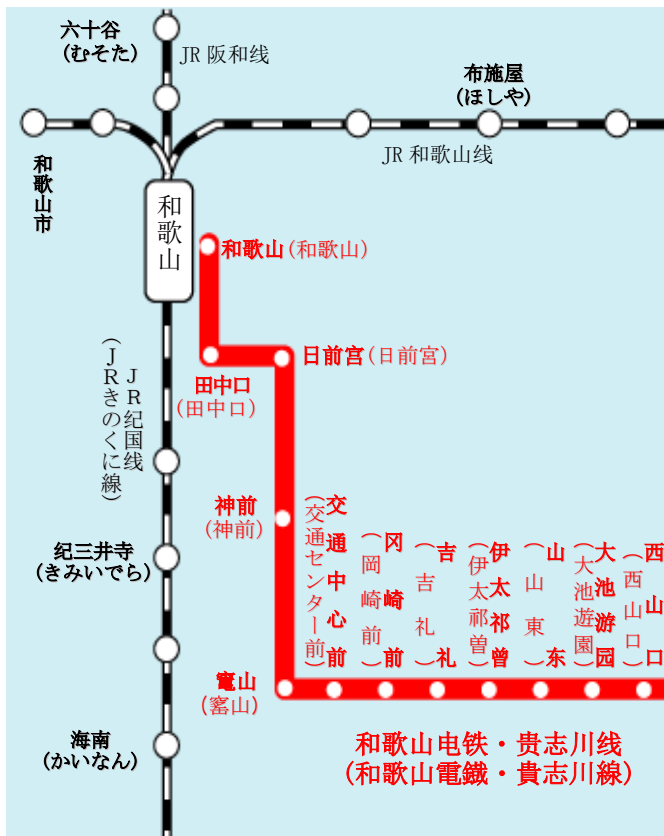 六十谷
(むそた)
JR 阪和线
布施屋
(ほしや)
JR 和歌山线
和歌山市
和歌山
和歌山(和歌山)
日前宫(日前宮)
田中口
(田中口)
JR纪国线
(JRきのくに線)
神前
(神前)
纪三井寺
(きみいでら)
竈山
(窰山)
海南
(かいなん)
交通中心前
(交通センター前)
冈崎前
(岡崎前)
吉礼
(吉礼)
伊太祁曾
(伊太祁曽)
山东
(山東)
大池游园
(大池遊園)
西山口
(西山口)
和歌山电铁・贵志川线
(和歌山電鐵・貴志川線)